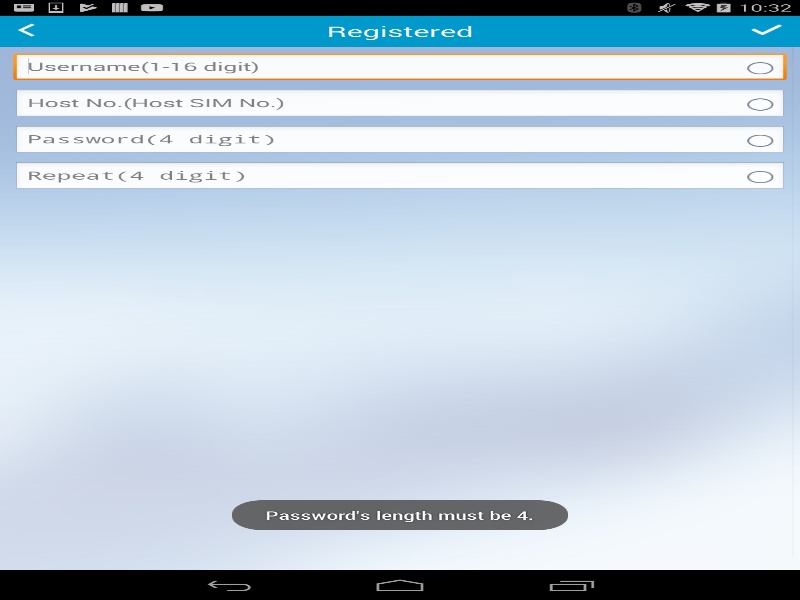 10:32
Registered
Username(1-16 digit)
Host No.(Host SIM No.)
Password(4 digit)
Repeat(4 digit)
Password's length must be 4.